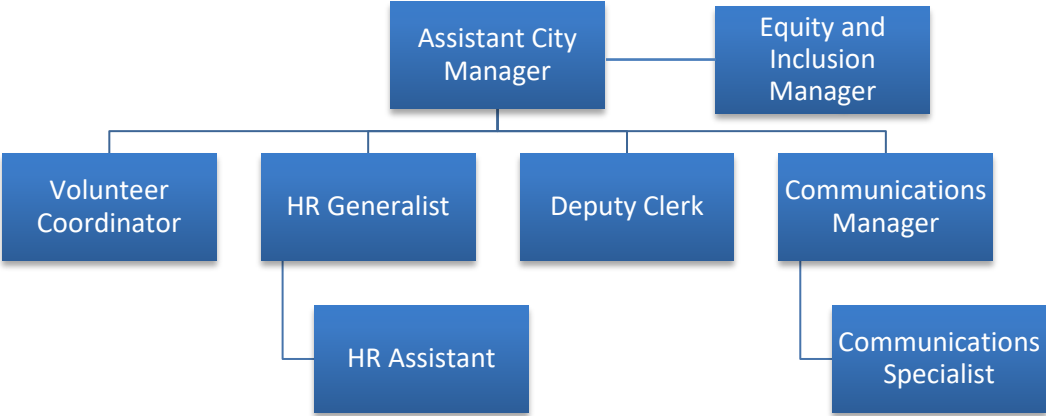 Assistant City
Manager
Equity and
Inclusion
Manager
Volunteer
Coordinator
HR Generalist
Deputy Clerk
Communications
Manager
HR Assistant
Communications
Specialist